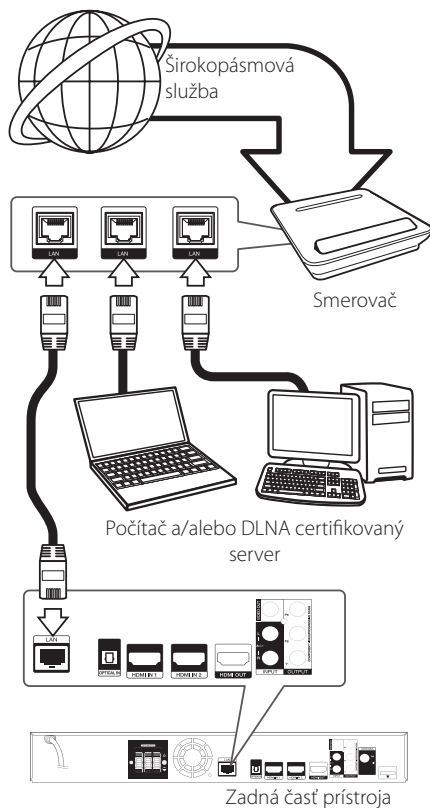 Širokopásmová
služba
LAN
LAN
LAN
Smerovač
Počítač a/alebo DLNA certifikovaný
server
LAN
OPTICAL IN
HDMI IN 1
HDMI IN 2
HDMI OUT
INPUT
OUTPUT
Zadná časť prístroja